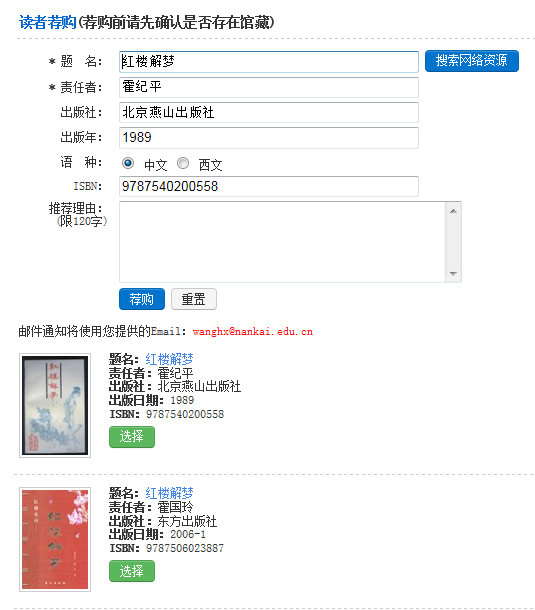 读者荐购(荐购前请先确认是否存在馆藏)
* 题 名： 红楼解梦 搜索网络资源
* 责任者： 霍纪平
出版社： 北京燕山出版社
出版年： 1989
语 种： 中文 西文
ISBN： 9787540200558
推荐理由：
(限120字)
荐购 重置
邮件通知将使用您提供的Email：wanghx@nankai.edu.cn
题名：红楼解梦
责任者：霍纪平
出版社：北京燕山出版社
出版日期：1989
ISBN：9787540200558
选择
题名：红楼解梦
责任者：霍国玲
出版社：东方出版社
出版日期：2006-1
ISBN：9787506023887
选择